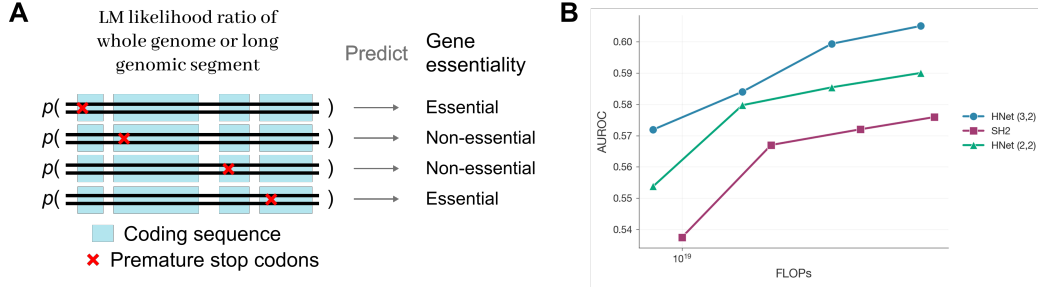 A
LM likelihood ratio of
whole genome or long
genomic segment
Predict
Gene
essentiality
p( ) Essential
p( ) Non-essential
p( ) Non-essential
p( ) Essential
Coding sequence
Premature stop codons
B
AUROC
0.60
0.59
0.58
0.57
0.56
0.55
0.54
10¹⁹
FLOPs
HNet (3,2)
SH2
HNet (2,2)